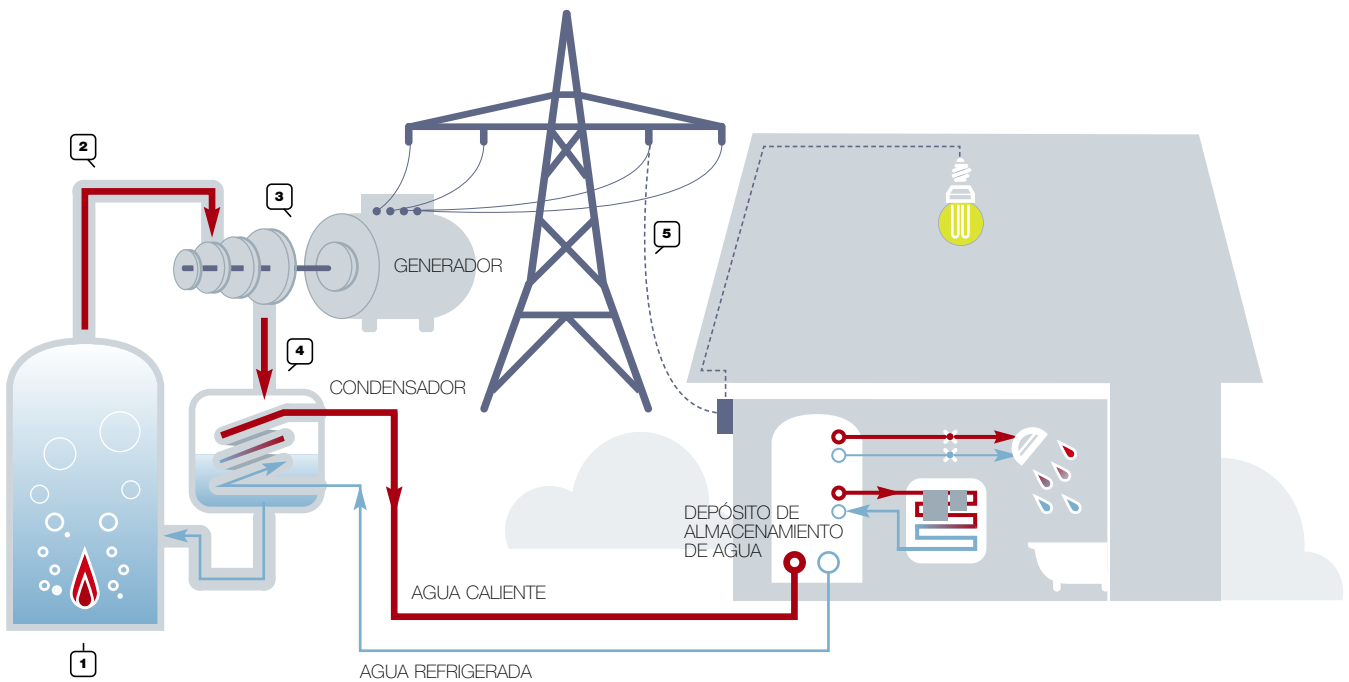 2
3
5
GENERADOR
4
CONDENSADOR
DEPÓSITO DE
ALMACENAMIENTO
DE AGUA
AGUA CALIENTE
1
AGUA REFRIGERADA